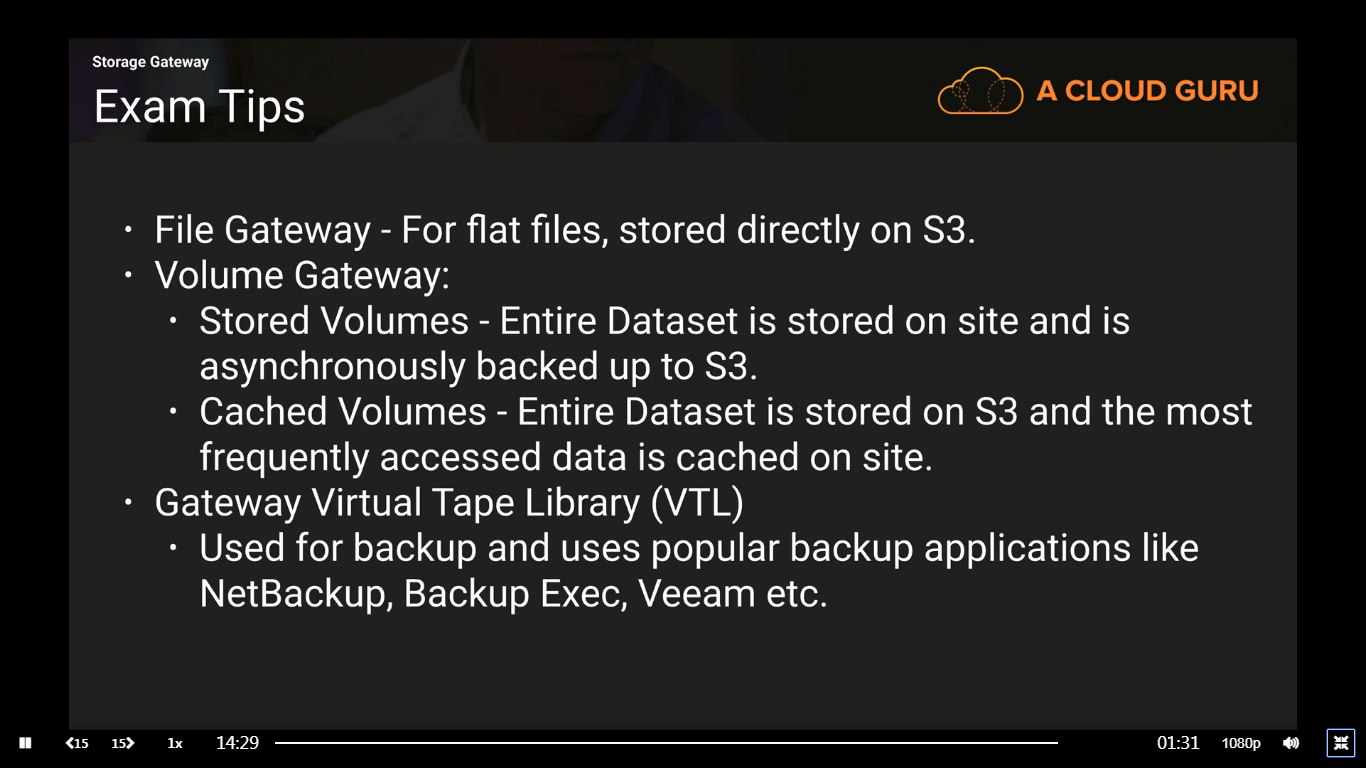 Storage Gateway
Exam Tips
A CLOUD GURU
• File Gateway - For flat files, stored directly on S3.
• Volume Gateway:
• Stored Volumes - Entire Dataset is stored on site and is
asynchronously backed up to S3.
• Cached Volumes - Entire Dataset is stored on S3 and the most
frequently accessed data is cached on site.
• Gateway Virtual Tape Library (VTL)
• Used for backup and uses popular backup applications like
NetBackup, Backup Exec, Veeam etc.
15 15 1x 14:29 01:31 1080p